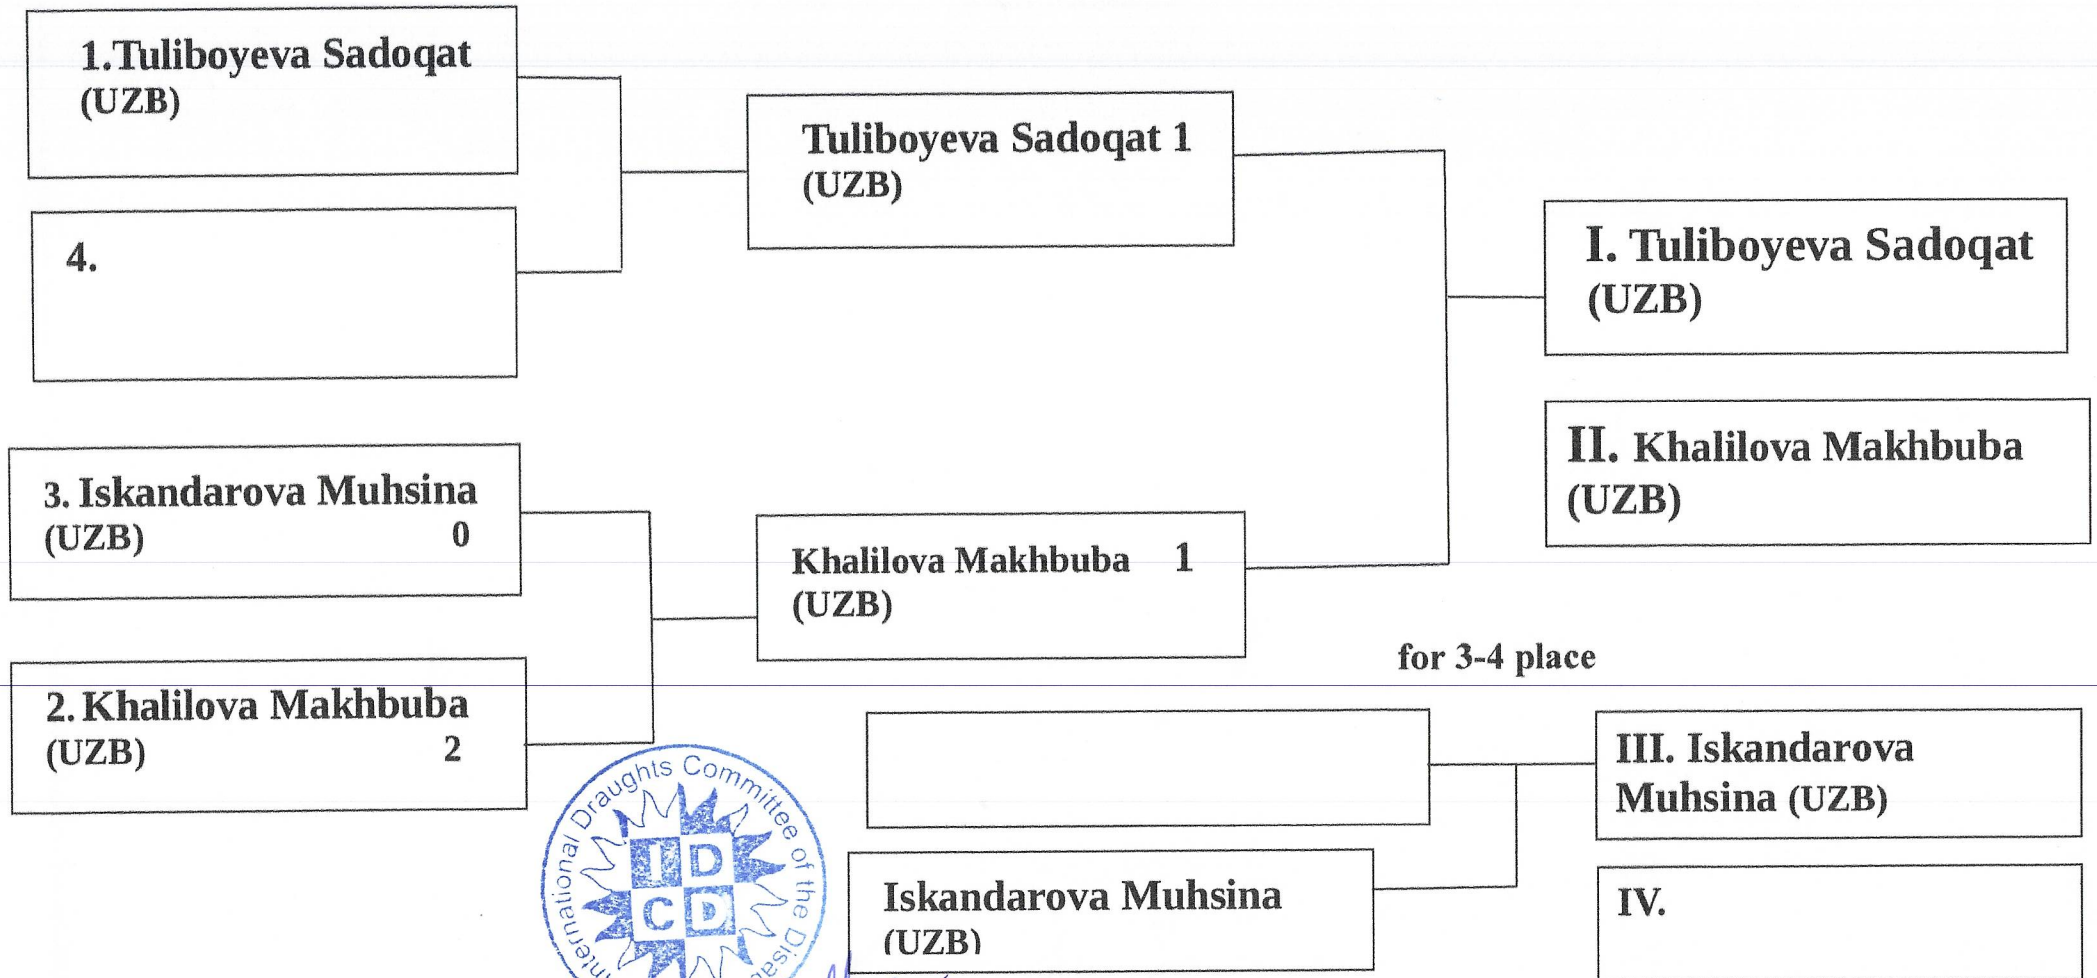 1.Tuliboyeva Sadoqat
(UZB)
4.
3. Iskandarova Muhsina
(UZB) 0
2. Khalilova Makhbuba
(UZB) 2
Tuliboyeva Sadoqat 1
(UZB)
Khalilova Makhbuba 1
(UZB)
I. Tuliboyeva Sadoqat
(UZB)
II. Khalilova Makhbuba
(UZB)
for 3-4 place
Iskandarova Muhsina
(UZB)
III. Iskandarova
Muhsina (UZB)
IV.
International Draughts Committee of the
I D
C D